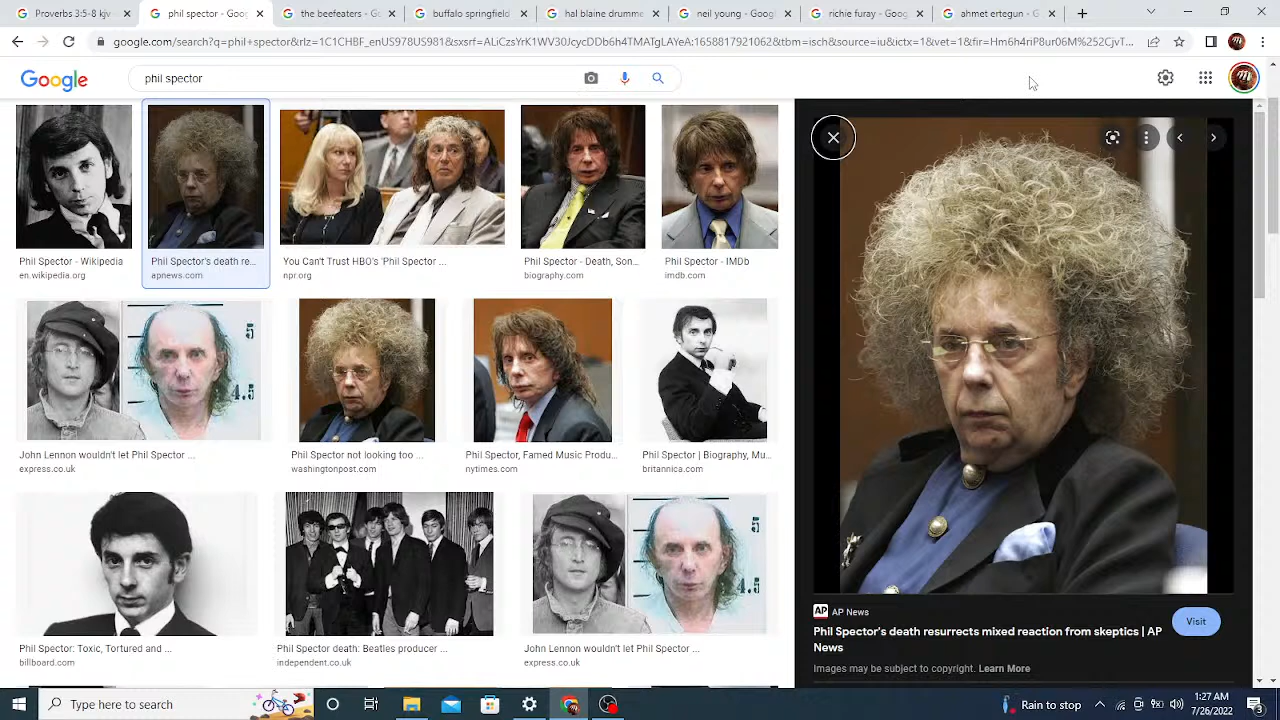 Proverbs 3:5-8 kjv
phil spector - Goo
the beefeaters - G
buffalo springfield
hal blaine drumme
neil young - Googl
richie furay - Goog
ahmet ertegun - G
google.com/search?q=phil+spector&rlz=1C1CHBF_enUS978US981&sxsrf=ALiCzsYrK1WV30JcycDDb6h4TMATgLAYeA:1658817921062&tbm=isch&source=iu&ictx=1&vet=1&fir=Hm6h4riP8ur06M%252CjvT...
Google
phil spector
Phil Spector - Wikipedia
en.wikipedia.org
Phil Spector's death re...
apnews.com
You Can't Trust HBO's 'Phil Spector ...
npr.org
Phil Spector - Death, Son...
biography.com
Phil Spector - IMDb
imdb.com
5
4.5
John Lennon wouldn't let Phil Spector ...
express.co.uk
Phil Spector not looking too ...
washingtonpost.com
Phil Spector, Famed Music Produ...
nytimes.com
Phil Spector | Biography, Mu...
britannica.com
5
4.5
Phil Spector: Toxic, Tortured and ...
billboard.com
Phil Spector death: Beatles producer ...
independent.co.uk
John Lennon wouldn't let Phil Spector ...
express.co.uk
AP AP News
Visit
Phil Spector's death resurrects mixed reaction from skeptics | AP
News
Images may be subject to copyright. Learn More
Type here to search
Rain to stop
1:27 AM
7/26/2022